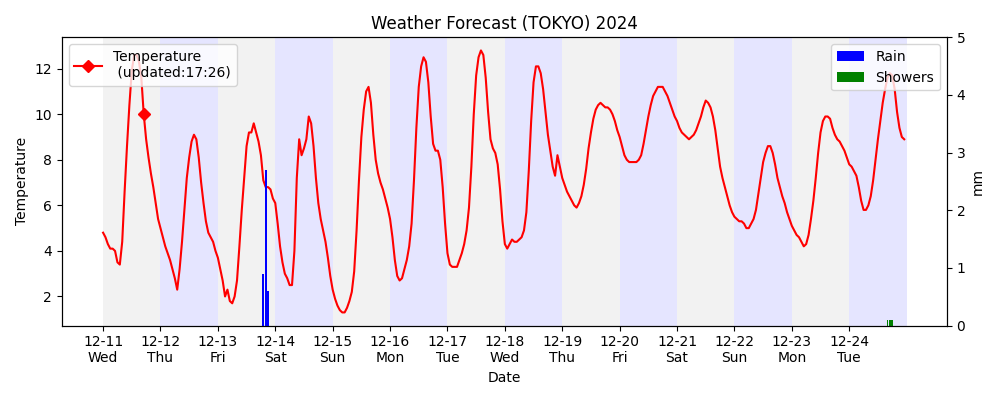 Weather Forecast (TOKYO) 2024
Temperature
(updated:17:26)
Rain
Showers
Temperature
12
10
8
6
4
2
5
4
3
2
1
0
mm
12-11 12-12 12-13 12-14 12-15 12-16 12-17 12-18 12-19 12-20 12-21 12-22 12-23 12-24
Wed Thu Fri Sat Sun Mon Tue Wed Thu Fri Sat Sun Mon Tue
Date